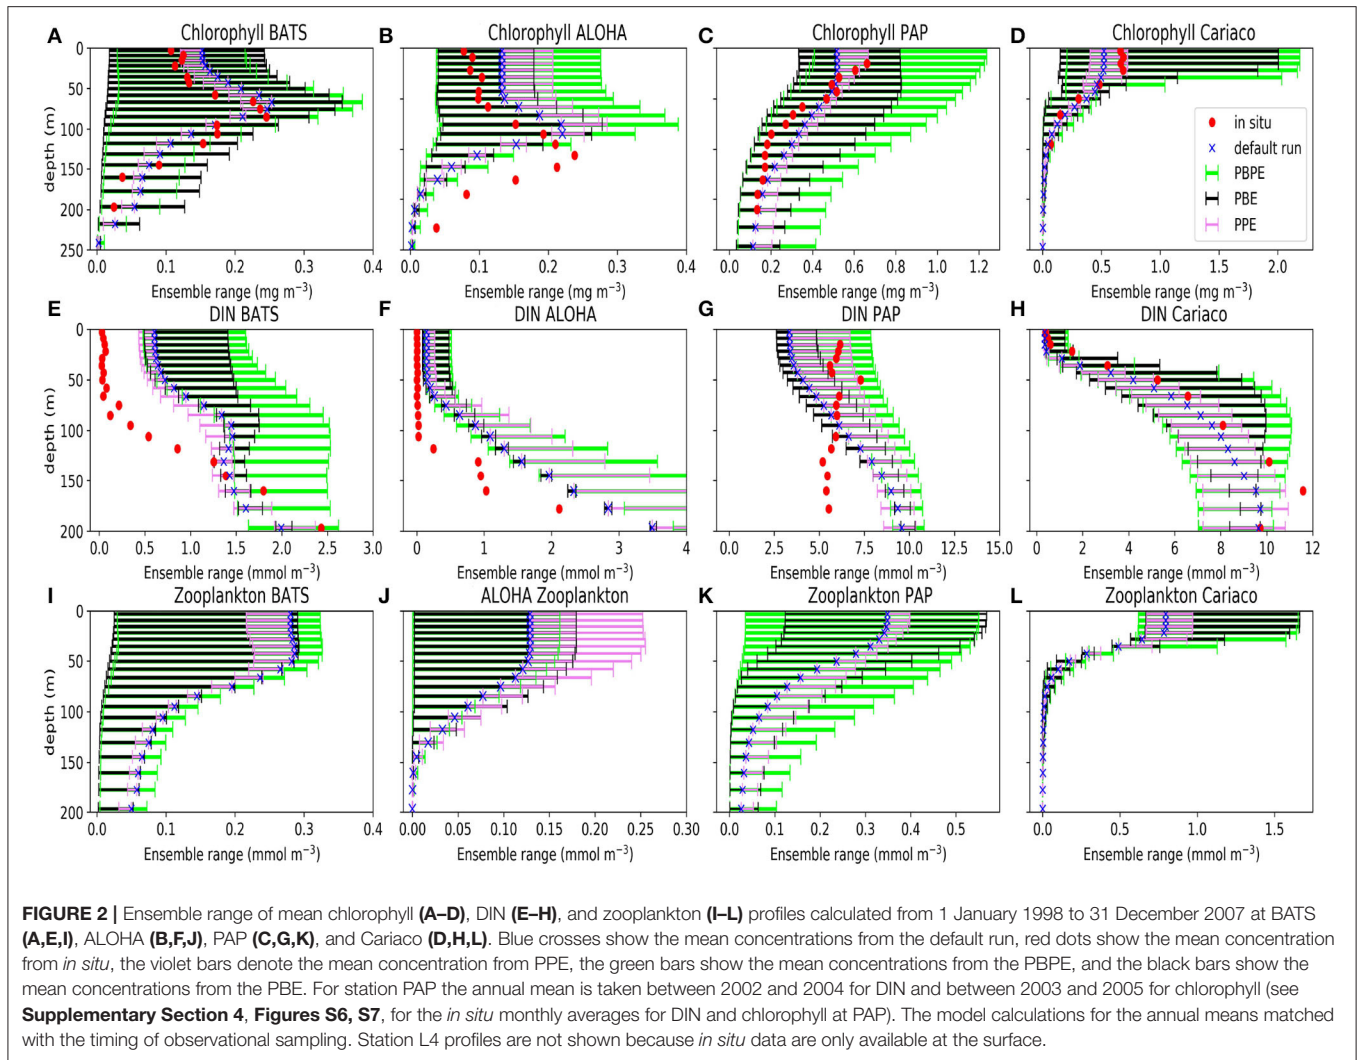 A Chlorophyll BATS
B Chlorophyll ALOHA
C Chlorophyll PAP
D Chlorophyll Cariaco
depth (m)
0
50
100
150
200
250
0.0 0.1 0.2 0.3 0.4
Ensemble range (mg m⁻³)
0.0 0.1 0.2 0.3 0.4
Ensemble range (mg m⁻³)
0.0 0.2 0.4 0.6 0.8 1.0 1.2
Ensemble range (mg m⁻³)
0.0 0.5 1.0 1.5 2.0
Ensemble range (mg m⁻³)
in situ
default run
PBPE
PBE
PPE
E DIN BATS
F DIN ALOHA
G DIN PAP
H DIN Cariaco
depth (m)
0
50
100
150
200
0.0 0.5 1.0 1.5 2.0 2.5 3.0
Ensemble range (mmol m⁻³)
0 1 2 3 4
Ensemble range (mmol m⁻³)
0.0 2.5 5.0 7.5 10.0 12.5 15.0
Ensemble range (mmol m⁻³)
0 2 4 6 8 10 12
Ensemble range (mmol m⁻³)
I Zooplankton BATS
J ALOHA Zooplankton
K Zooplankton PAP
L Zooplankton Cariaco
depth (m)
0
50
100
150
200
0.0 0.1 0.2 0.3 0.4
Ensemble range (mmol m⁻³)
0.00 0.05 0.10 0.15 0.20 0.25 0.30
Ensemble range (mmol m⁻³)
0.0 0.1 0.2 0.3 0.4 0.5
Ensemble range (mmol m⁻³)
0.0 0.5 1.0 1.5
Ensemble range (mmol m⁻³)
FIGURE 2 | Ensemble range of mean chlorophyll (A–D), DIN (E–H), and zooplankton (I–L) profiles calculated from 1 January 1998 to 31 December 2007 at BATS
(A,E,I), ALOHA (B,F,J), PAP (C,G,K), and Cariaco (D,H,L). Blue crosses show the mean concentrations from the default run, red dots show the mean concentration
from in situ, the violet bars denote the mean concentration from PPE, the green bars show the mean concentrations from the PBPE, and the black bars show the
mean concentrations from the PBE. For station PAP the annual mean is taken between 2002 and 2004 for DIN and between 2003 and 2005 for chlorophyll (see
Supplementary Section 4, Figures S6, S7, for the in situ monthly averages for DIN and chlorophyll at PAP). The model calculations for the annual means matched
with the timing of observational sampling. Station L4 profiles are not shown because in situ data are only available at the surface.